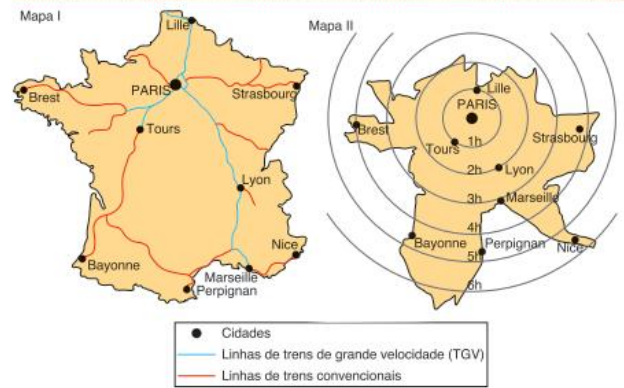 Mapa I
Lille
PARIS
Brest
Strasbourg
Tours
Lyon
Nice
Bayonne
Marseille
Perpignan
Mapa II
Lille
PARIS
Brest
Strasbourg
1h
Tours
2h
Lyon
3h
Marseille
4h
Bayonne
Perpignan
Nice
5h
6h
Cidades
Linhas de trens de grande velocidade (TGV)
Linhas de trens convencionais